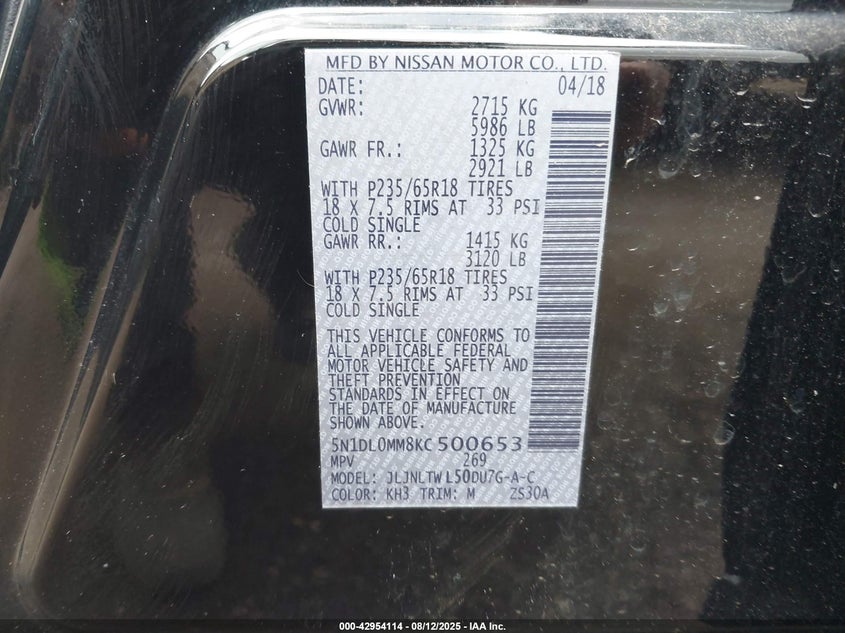 MFD BY NISSAN MOTOR CO., LTD.
DATE: 04/18
GVWR: 2715 KG
5986 LB
GAWR FR.: 1325 KG
2921 LB
WITH P235/65R18 TIRES
18 X 7.5 RIMS AT 33 PSI
COLD SINGLE
GAWR RR.: 1415 KG
3120 LB
WITH P235/65R18 TIRES
18 X 7.5 RIMS AT 33 PSI
COLD SINGLE
THIS VEHICLE CONFORMS TO
ALL APPLICABLE FEDERAL
MOTOR VEHICLE SAFETY AND
THEFT PREVENTION
STANDARDS IN EFFECT ON
THE DATE OF MANUFACTURE
SHOWN ABOVE.
5N1DL0MM8KC500653
MPV 269
MODEL: JLJNLTWL50DU7G-A-C
COLOR: KH3 TRIM: M ZS30A
000-42954114 - 08/12/2025 - IAA Inc.